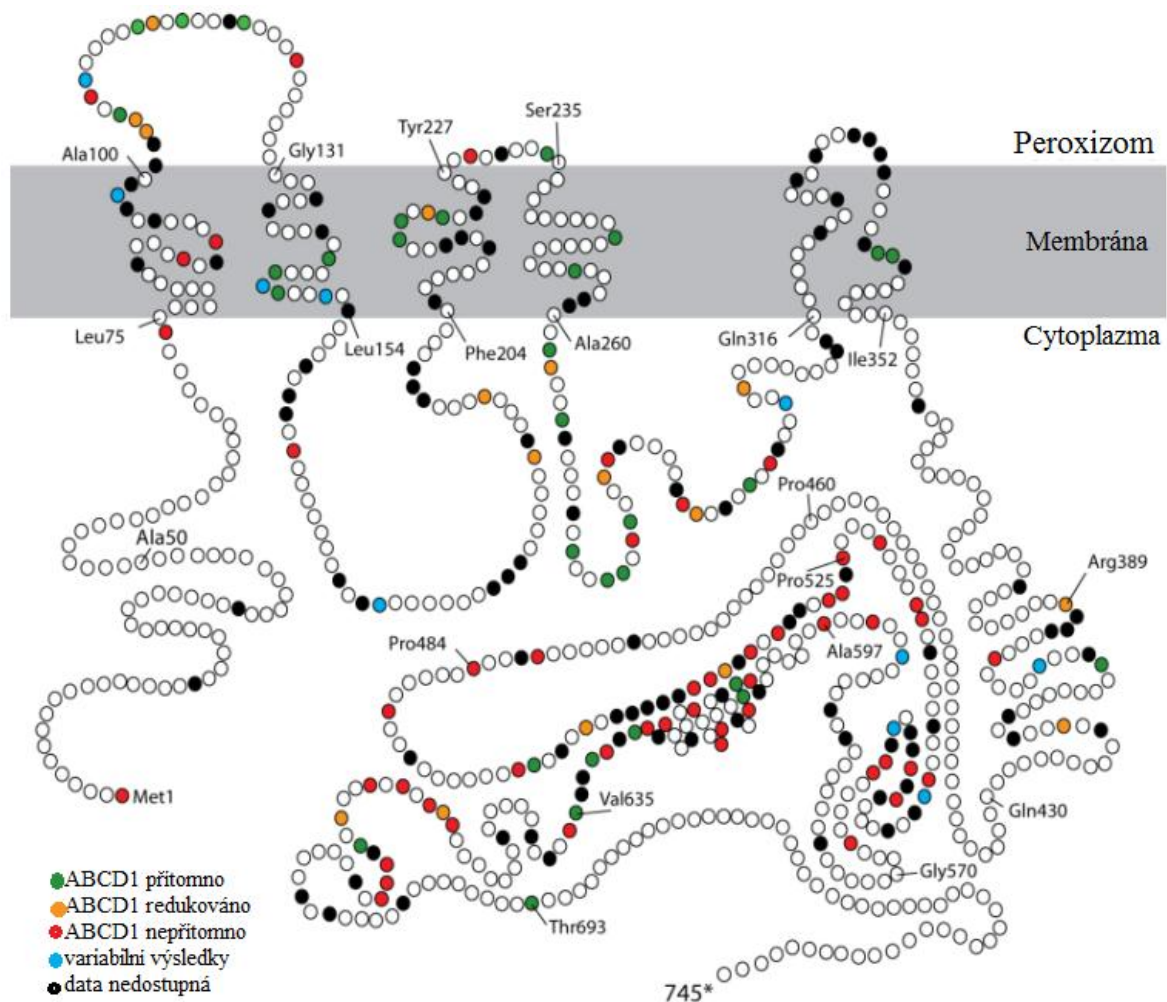 Ser235
Tyr227
Peroxizom
Ala100
Gly131
Membrána
Leu75
Leu154
Phe204
Ala260
Gln316
Ile352
Cytoplazma
Pro460
Ala50
Pro525
Arg389
Pro484
Ala597
Met1
Val635
Gln430
Gly570
Thr693
ABCD1 přítomno
ABCD1 redukováno
ABCD1 nepřítomno
variabilní výsledky
data nedostupná
745*